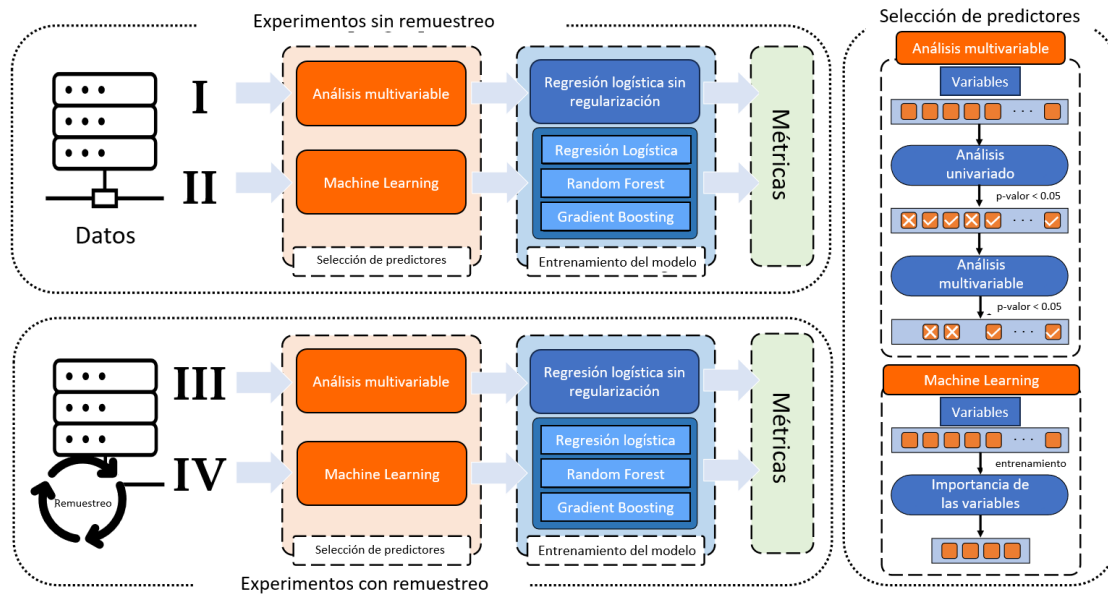 Experimentos sin remuestreo
Datos
I
II
Análisis multivariable
Machine Learning
Selección de predictores
Regresión logística sin
regularización
Regresión Logística
Random Forest
Gradient Boosting
Entrenamiento del modelo
Métricas
Remuestreo
III
IV
Análisis multivariable
Machine Learning
Selección de predictores
Regresión logística sin
regularización
Regresión logística
Random Forest
Gradient Boosting
Entrenamiento del modelo
Métricas
Experimentos con remuestreo
Selección de predictores
Análisis multivariable
Variables
...
Análisis
univariado
p-valor < 0.05
...
Análisis
multivariable
p-valor < 0.05
...
Machine Learning
Variables
...
entrenamiento
Importancia de
las variables